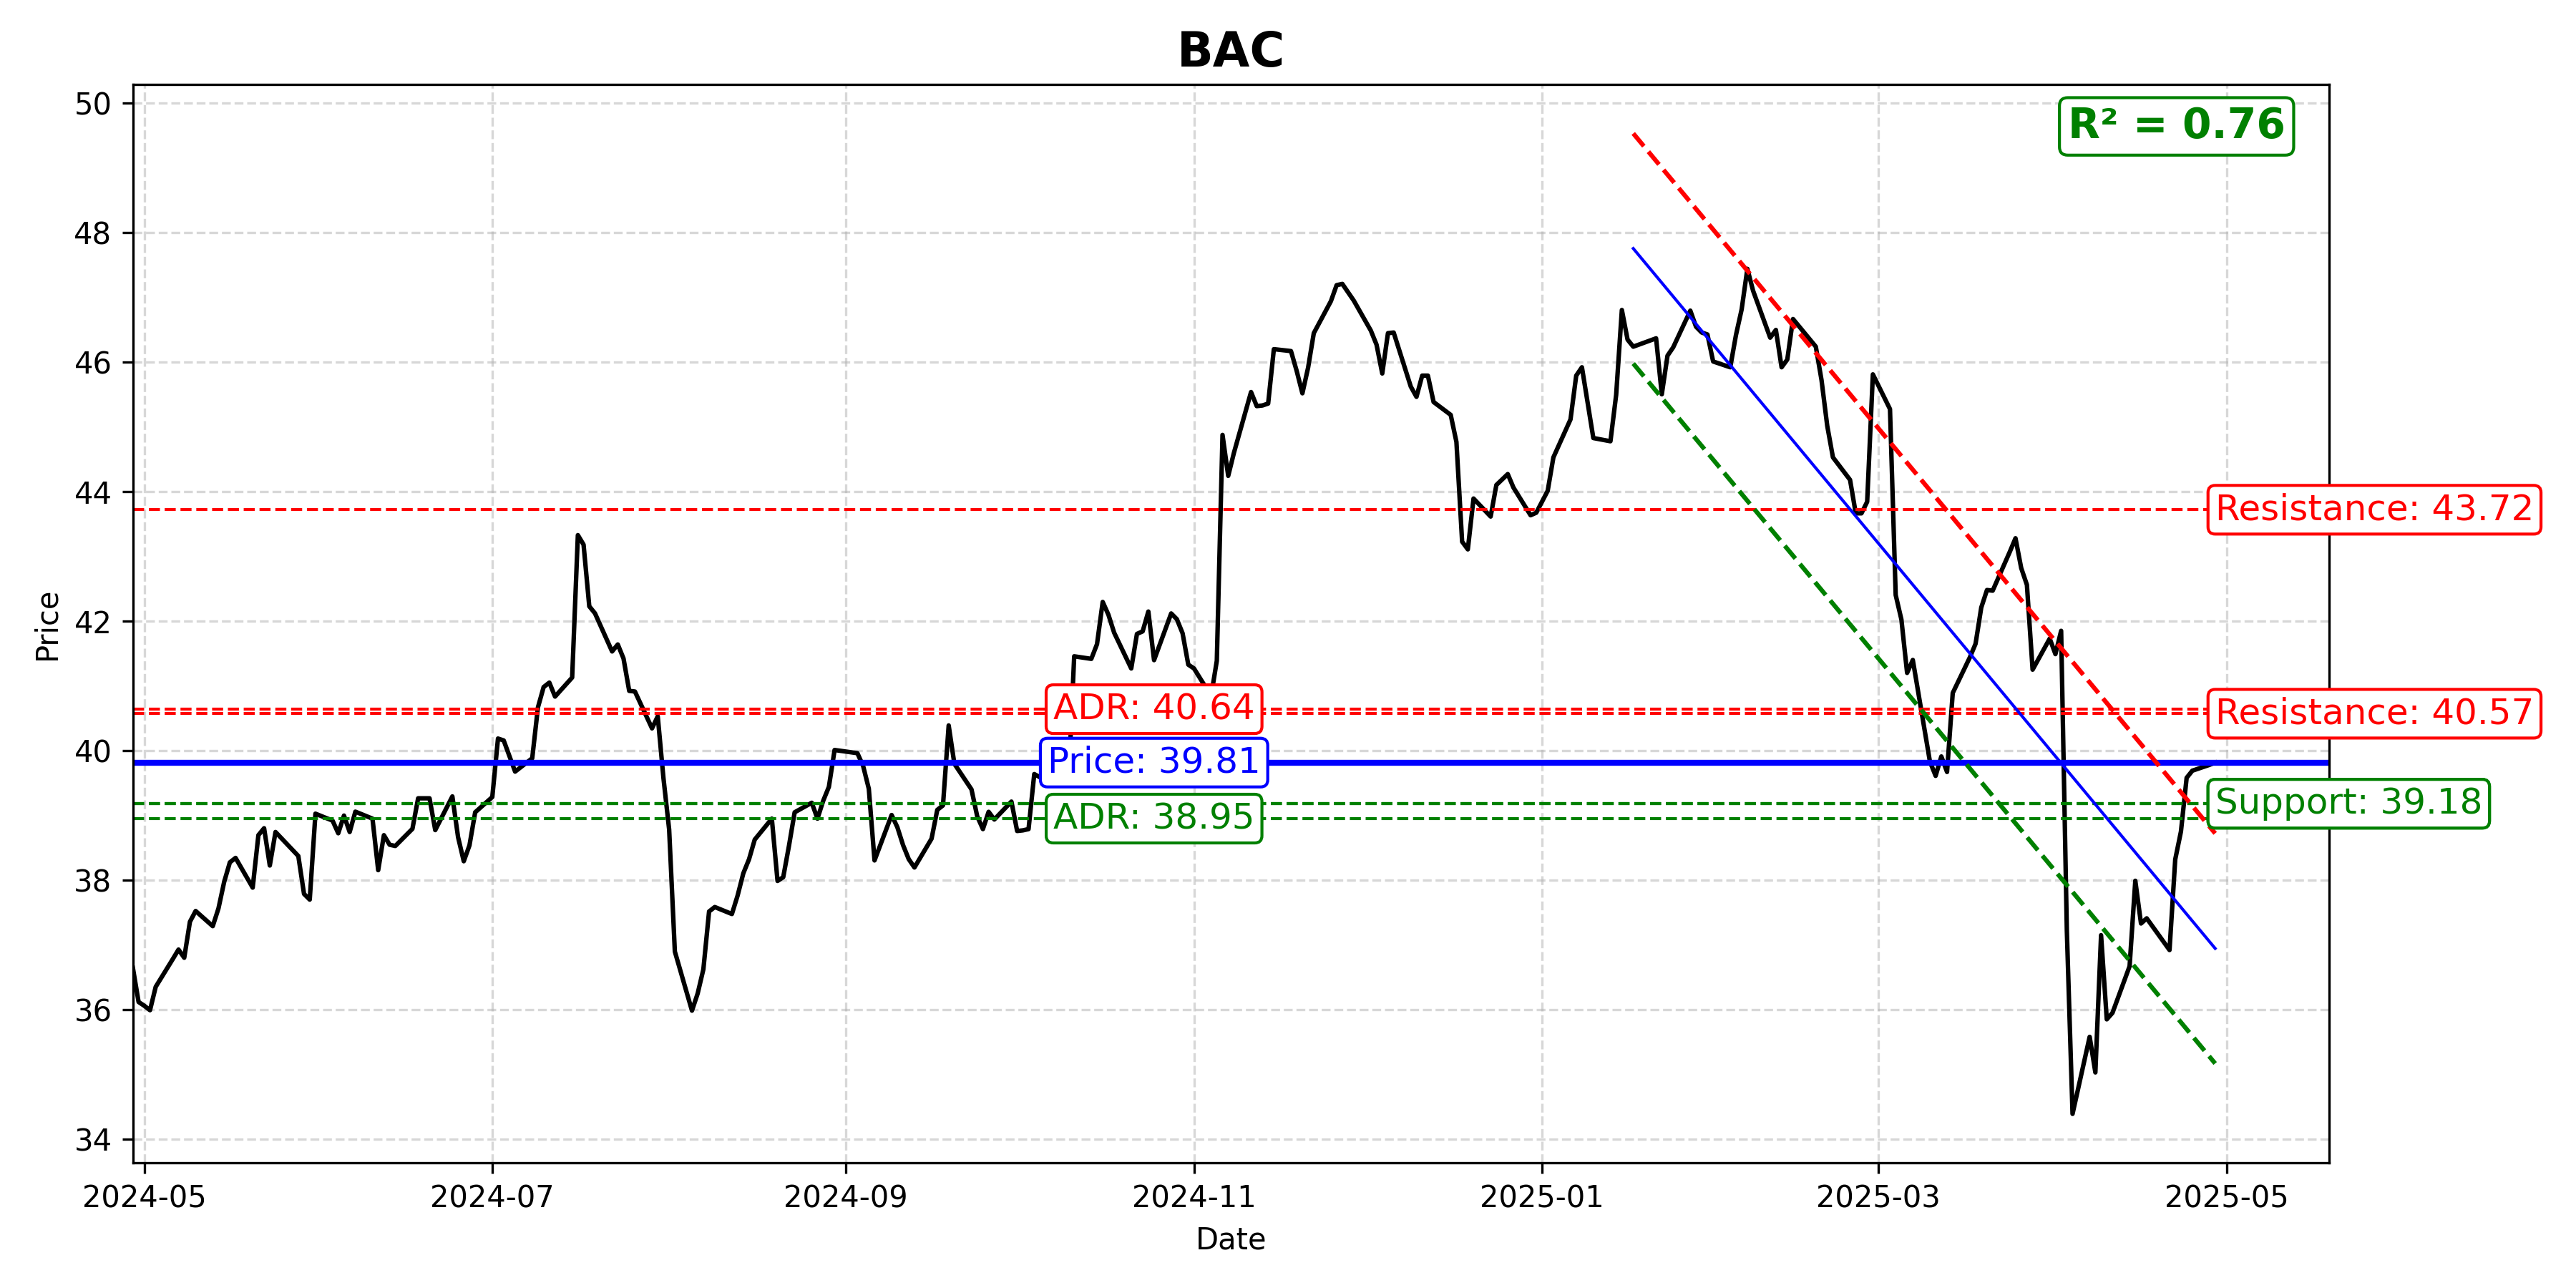 BAC
R² = 0.76
50
48
46
44
42
40
38
36
34
Price
Resistance: 43.72
ADR: 40.64
Resistance: 40.57
Price: 39.81
Support: 39.18
ADR: 38.95
2024-05
2024-07
2024-09
2024-11
2025-01
2025-03
2025-05
Date